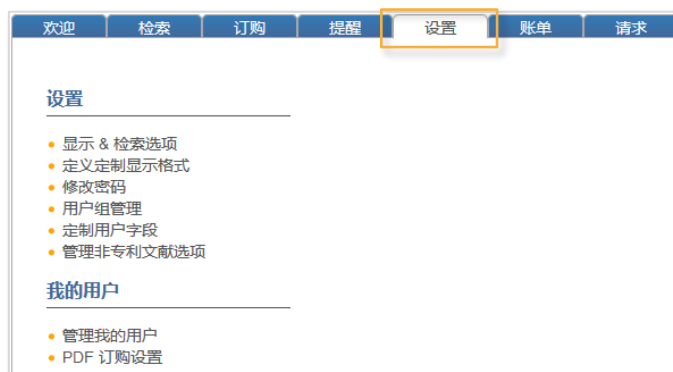 欢迎 检索 订购 提醒 设置 账单 请求
设置
显示 & 检索选项
定义定制显示格式
修改密码
用户组管理
定制用户字段
管理非专利文献选项
我的用户
管理我的用户
PDF 订购设置